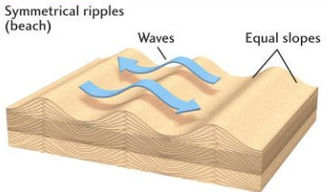 Symmetrical ripples
(beach)
Waves
Equal slopes